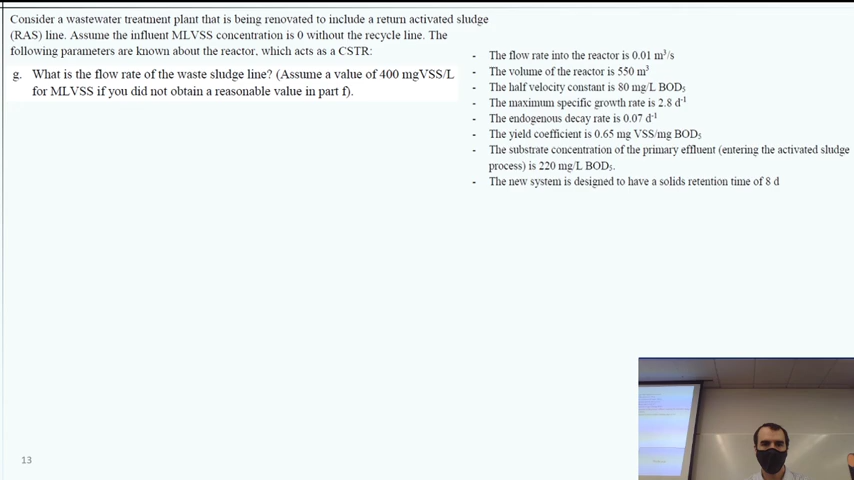 Consider a wastewater treatment plant that is being renovated to include a return activated sludge
(RAS) line. Assume the influent MLVSS concentration is 0 without the recycle line. The
following parameters are known about the reactor, which acts as a CSTR:
g. What is the flow rate of the waste sludge line? (Assume a value of 400 mgVSS/L
for MLVSS if you did not obtain a reasonable value in part f).
- The flow rate into the reactor is 0.01 m³/s
- The volume of the reactor is 550 m³
- The half velocity constant is 80 mg/L BOD₅
- The maximum specific growth rate is 2.8 d⁻¹
- The endogenous decay rate is 0.07 d⁻¹
- The yield coefficient is 0.65 mg VSS/mg BOD₅
- The substrate concentration of the primary effluent (entering the activated sludge
process) is 220 mg/L BOD₅.
- The new system is designed to have a solids retention time of 8 d
13